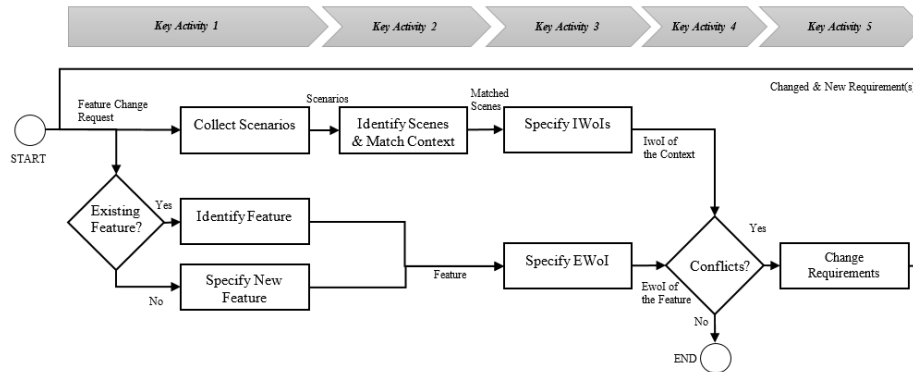 Key Activity 1
Key Activity 2
Key Activity 3
Key Activity 4
Key Activity 5
Changed & New Requirement(s)
Feature Change
Request
START
Collect Scenarios
Scenarios
Identify Scenes
& Match Context
Matched
Scenes
Specify IWoIs
IwoI of
the Context
Existing
Feature?
Yes
Identify Feature
No
Specify New
Feature
Feature
Specify EWoI
EwoI of
the Feature
Conflicts?
Yes
Change
Requirements
No
END